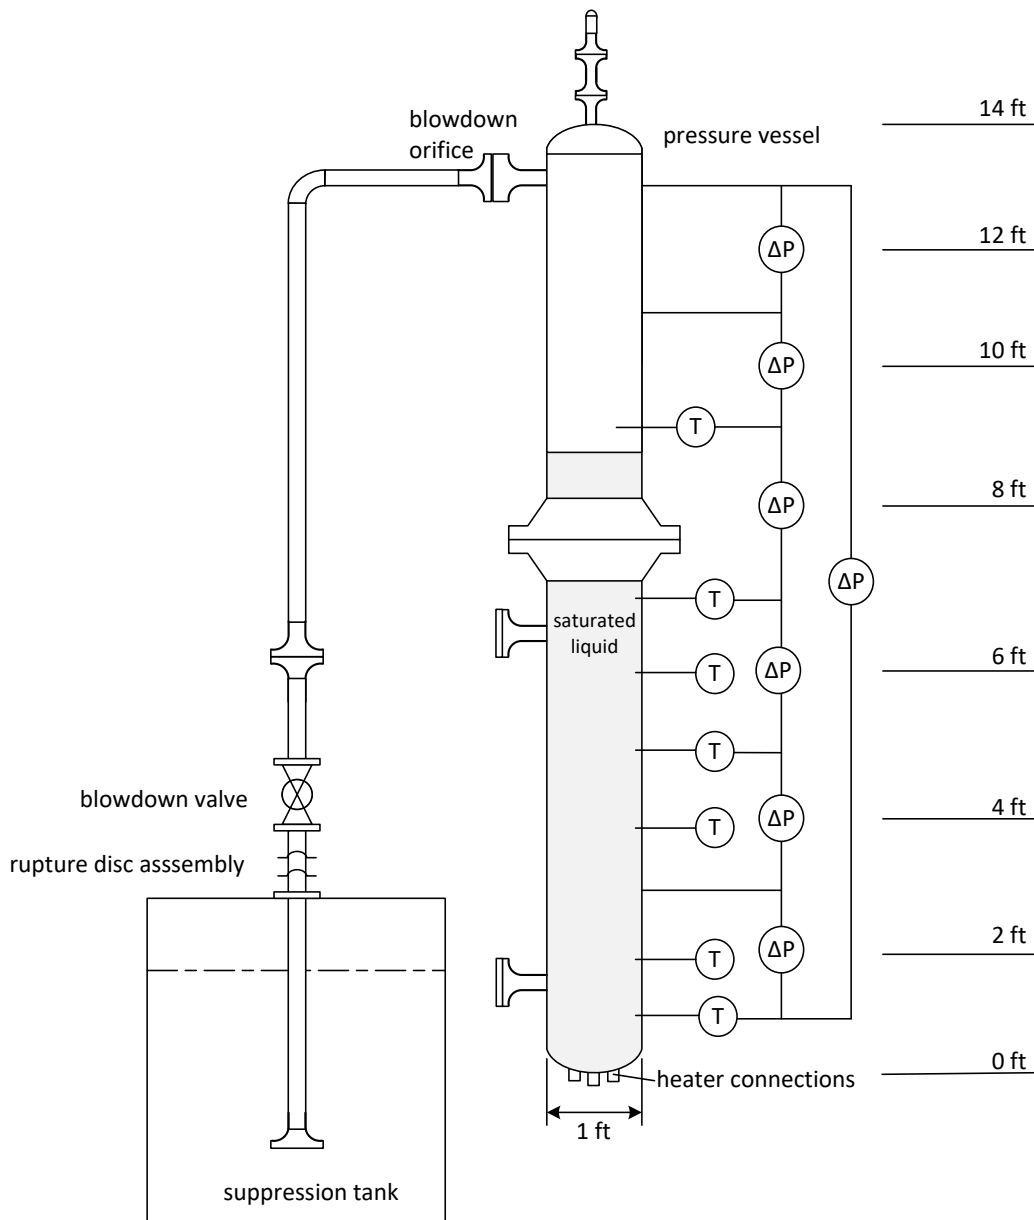 blowdown
orifice
pressure vessel
14 ft
ΔP
12 ft
ΔP
10 ft
T
ΔP
8 ft
ΔP
T
saturated
liquid
T
ΔP
6 ft
T
blowdown valve
T
ΔP
4 ft
rupture disc asssembly
T
ΔP
2 ft
T
heater connections
0 ft
1 ft
suppression tank